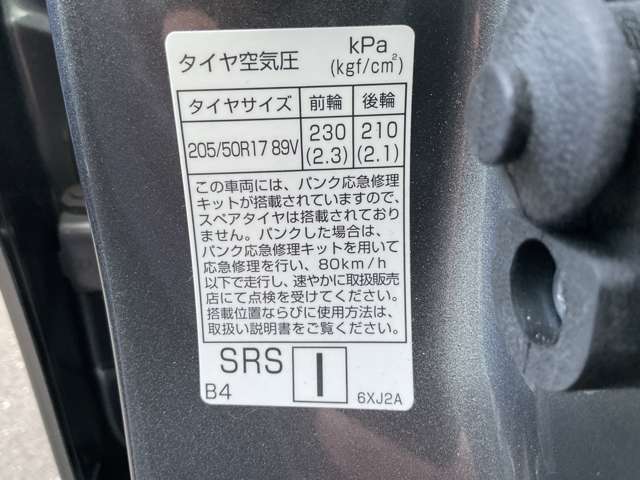 タイヤ空気圧 kPa
(kgf/cm²)
タイヤサイズ 前輪 後輪
205/50R17 89V 230 210
(2.3) (2.1)
この車両には、パンク応急修理
キットが搭載されていますので、
スペアタイヤは搭載されており
ません。パンクした場合は、
パンク応急修理キットを用いて
応急修理を行い、80km/h
以下で走行し、速やかに取扱販売
店にて点検を受けてください。
搭載位置ならびに使用方法は、
取扱い説明書をご覧ください。
SRS I
B4 6XJ2A